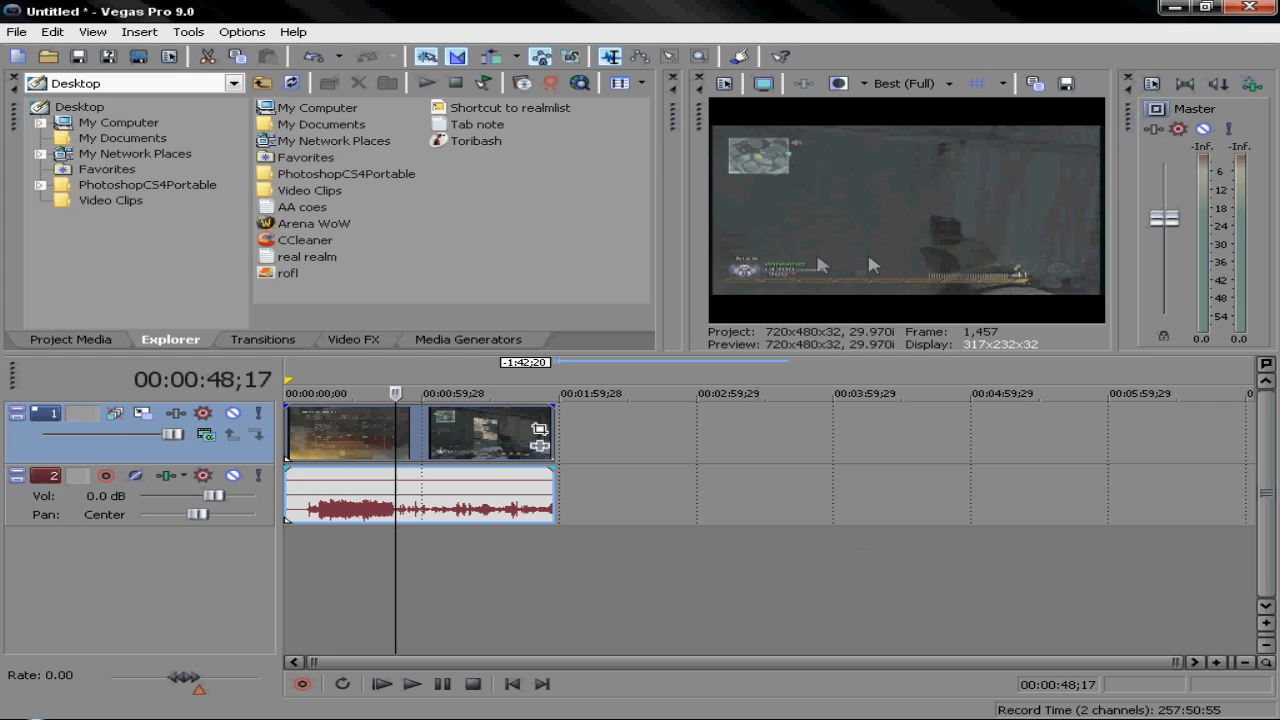 Untitled * - Vegas Pro 9.0
File Edit View Insert Tools Options Help
Desktop
Best (Full)
Desktop
My Computer
My Documents
My Network Places
Favorites
PhotoshopCS4Portable
Video Clips
My Computer
My Documents
My Network Places
Favorites
PhotoshopCS4Portable
Video Clips
AA coes
Arena WoW
CCleaner
real realm
rofl
Shortcut to realmlist
Tab note
Toribash
Master
-Inf. -Inf.
6
12
18
24
30
36
42
48
54
0.0 0.0
Project Media Explorer Transitions Video FX Media Generators
Project: 720x480x32, 29.970i Frame: 1,457
Preview: 720x480x32, 29.970i Display: 317x232x32
-1:42;20
00:00:48;17
00:00:00;00 00:00:59;28 00:01:59;28 00:02:59;29 00:03:59;29 00:04:59;29 00:05:59;29 0
1
2
Vol: 0.0 dB
Pan: Center
Rate: 0.00
00:00:48;17
Record Time (2 channels): 257:50:55